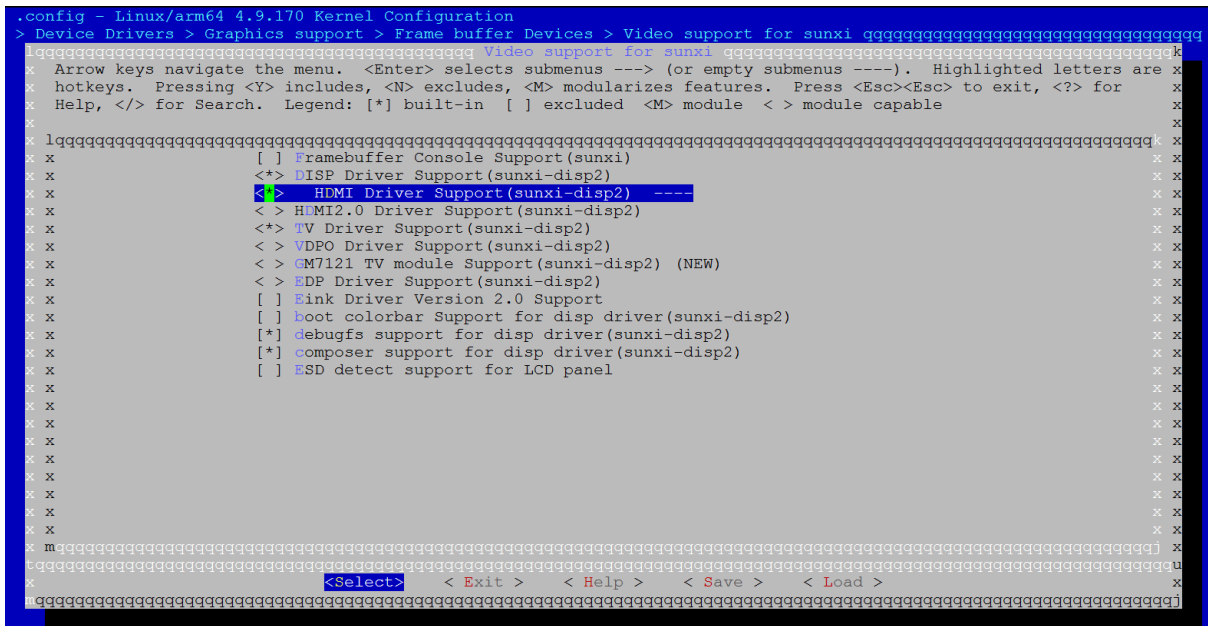 .config - Linux/arm64 4.9.170 Kernel Configuration
> Device Drivers > Graphics support > Frame buffer Devices > Video support for sunxi qqqqqqqqqqqqqqqqqqqqqqqqqqqqqqq
lqqqqqqqqqqqqqqqqqqqqqqqqqqqqqqqqqqqqqqqqqqqq Video support for sunxi qqqqqqqqqqqqqqqqqqqqqqqqqqqqqqqqqqqqqqqqqqqqk
x Arrow keys navigate the menu. <Enter> selects submenus ---> (or empty submenus ----). Highlighted letters are x
x hotkeys. Pressing <Y> includes, <N> excludes, <M> modularizes features. Press <Esc><Esc> to exit, <?> for x
x Help, </> for Search. Legend: [*] built-in [ ] excluded <M> module < > module capable x
x x
x lqqqqqqqqqqqqqqqqqqqqqqqqqqqqqqqqqqqqqqqqqqqqqqqqqqqqqqqqqqqqqqqqqqqqqqqqqqqqqqqqqqqqqqqqqqqqqqqqqqqqqqqqqqqqqqk x
x x [ ] Framebuffer Console Support(sunxi) x x
x x <*> DISP Driver Support(sunxi-disp2) x x
x x <*> HDMI Driver Support(sunxi-disp2) ---- x x
x x < > HDMI2.0 Driver Support(sunxi-disp2) x x
x x <*> TV Driver Support(sunxi-disp2) x x
x x < > VDPO Driver Support(sunxi-disp2) x x
x x < > GM7121 TV module Support(sunxi-disp2) (NEW) x x
x x < > EDP Driver Support(sunxi-disp2) x x
x x [ ] Eink Driver Version 2.0 Support x x
x x [ ] boot colorbar Support for disp driver(sunxi-disp2) x x
x x [*] debugfs support for disp driver(sunxi-disp2) x x
x x [*] composer support for disp driver(sunxi-disp2) x x
x x [ ] ESD detect support for LCD panel x x
x x x x
x x x x
x x x x
x x x x
x x x x
x x x x
x x x x
x x x x
x x x x
x mqqqqqqqqqqqqqqqqqqqqqqqqqqqqqqqqqqqqqqqqqqqqqqqqqqqqqqqqqqqqqqqqqqqqqqqqqqqqqqqqqqqqqqqqqqqqqqqqqqqqqqqqqqqqqqj x
tqqqqqqqqqqqqqqqqqqqqqqqqqqqqqqqqqqqqqqqqqqqqqqqqqqqqqqqqqqqqqqqqqqqqqqqqqqqqqqqqqqqqqqqqqqqqqqqqqqqqqqqqqqqqqqqqqqu
x <Select> < Exit > < Help > < Save > < Load > x
mqqqqqqqqqqqqqqqqqqqqqqqqqqqqqqqqqqqqqqqqqqqqqqqqqqqqqqqqqqqqqqqqqqqqqqqqqqqqqqqqqqqqqqqqqqqqqqqqqqqqqqqqqqqqqqqqqqj